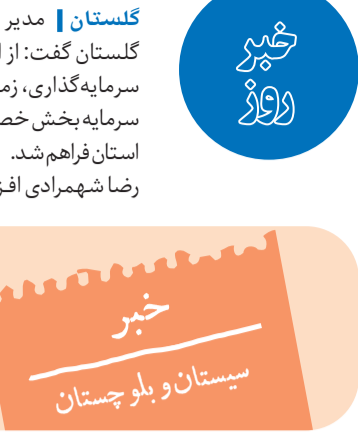 خبر
روز
گلستان | مدیر
گلستان گفت: از ا
سرمایه‌گذاری، زم
سرمایه بخش خص
استان فراهم شد.
رضا شهمرادی افز
خبر
سیستان و بلوچستان